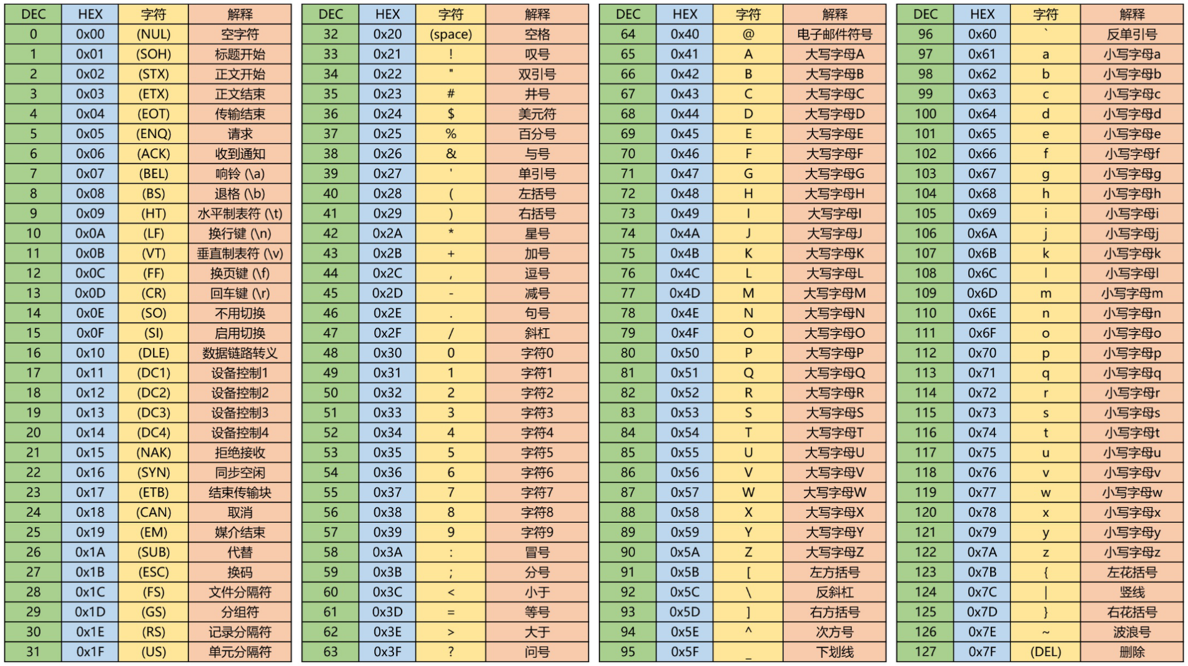 DEC HEX 字符 解释 DEC HEX 字符 解释 DEC HEX 字符 解释 DEC HEX 字符 解释
0 0x00 (NUL) 空字符 32 0x20 (space) 空格 64 0x40 @ 电子邮件符号 96 0x60 ` 反单引号
1 0x01 (SOH) 标题开始 33 0x21 ! 叹号 65 0x41 A 大写字母A 97 0x61 a 小写字母a
2 0x02 (STX) 正文开始 34 0x22 " 双引号 66 0x42 B 大写字母B 98 0x62 b 小写字母b
3 0x03 (ETX) 正文结束 35 0x23 # 井号 67 0x43 C 大写字母C 99 0x63 c 小写字母c
4 0x04 (EOT) 传输结束 36 0x24 $ 美元符 68 0x44 D 大写字母D 100 0x64 d 小写字母d
5 0x05 (ENQ) 请求 37 0x25 % 百分号 69 0x45 E 大写字母E 101 0x65 e 小写字母e
6 0x06 (ACK) 收到通知 38 0x26 & 与号 70 0x46 F 大写字母F 102 0x66 f 小写字母f
7 0x07 (BEL) 响铃 (\a) 39 0x27 ' 单引号 71 0x47 G 大写字母G 103 0x67 g 小写字母g
8 0x08 (BS) 退格 (\b) 40 0x28 ( 左括号 72 0x48 H 大写字母H 104 0x68 h 小写字母h
9 0x09 (HT) 水平制表符 (\t) 41 0x29 ) 右括号 73 0x49 I 大写字母I 105 0x69 i 小写字母i
10 0x0A (LF) 换行键 (\n) 42 0x2A * 星号 74 0x4A J 大写字母J 106 0x6A j 小写字母j
11 0x0B (VT) 垂直制表符 (\v) 43 0x2B + 加号 75 0x4B K 大写字母K 107 0x6B k 小写字母k
12 0x0C (FF) 换页键 (\f) 44 0x2C , 逗号 76 0x4C L 大写字母L 108 0x6C l 小写字母l
13 0x0D (CR) 回车键 (\r) 45 0x2D - 减号 77 0x4D M 大写字母M 109 0x6D m 小写字母m
14 0x0E (SO) 不用切换 46 0x2E . 句号 78 0x4E N 大写字母N 110 0x6E n 小写字母n
15 0x0F (SI) 启用切换 47 0x2F / 斜杠 79 0x4F O 大写字母O 111 0x6F o 小写字母o
16 0x10 (DLE) 数据链路转义 48 0x30 0 字符0 80 0x50 P 大写字母P 112 0x70 p 小写字母p
17 0x11 (DC1) 设备控制1 49 0x31 1 字符1 81 0x51 Q 大写字母Q 113 0x71 q 小写字母q
18 0x12 (DC2) 设备控制2 50 0x32 2 字符2 82 0x52 R 大写字母R 114 0x72 r 小写字母r
19 0x13 (DC3) 设备控制3 51 0x33 3 字符3 83 0x53 S 大写字母S 115 0x73 s 小写字母s
20 0x14 (DC4) 设备控制4 52 0x34 4 字符4 84 0x54 T 大写字母T 116 0x74 t 小写字母t
21 0x15 (NAK) 拒绝接收 53 0x35 5 字符5 85 0x55 U 大写字母U 117 0x75 u 小写字母u
22 0x16 (SYN) 同步空闲 54 0x36 6 字符6 86 0x56 V 大写字母V 118 0x76 v 小写字母v
23 0x17 (ETB) 结束传输块 55 0x37 7 字符7 87 0x57 W 大写字母W 119 0x77 w 小写字母w
24 0x18 (CAN) 取消 56 0x38 8 字符8 88 0x58 X 大写字母X 120 0x78 x 小写字母x
25 0x19 (EM) 媒介结束 57 0x39 9 字符9 89 0x59 Y 大写字母Y 121 0x79 y 小写字母y
26 0x1A (SUB) 代替 58 0x3A : 冒号 90 0x5A Z 大写字母Z 122 0x7A z 小写字母z
27 0x1B (ESC) 换码 59 0x3B ; 分号 91 0x5B [ 左方括号 123 0x7B { 左花括号
28 0x1C (FS) 文件分隔符 60 0x3C < 小于 92 0x5C \ 反斜杠 124 0x7C | 竖线
29 0x1D (GS) 分组符 61 0x3D = 等号 93 0x5D ] 右方括号 125 0x7D } 右花括号
30 0x1E (RS) 记录分隔符 62 0x3E > 大于 94 0x5E ^ 次方号 126 0x7E ~ 波浪号
31 0x1F (US) 单元分隔符 63 0x3F ? 问号 95 0x5F _ 下划线 127 0x7F (DEL) 删除